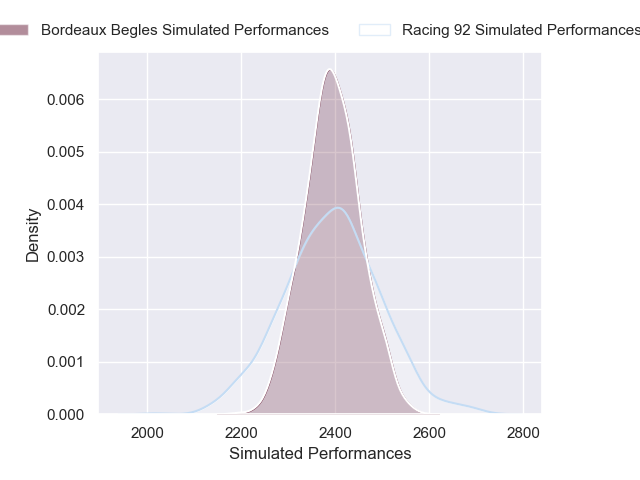 Bordeaux Begles Simulated Performances
Racing 92 Simulated Performances
0.006
0.005
0.004
0.003
0.002
0.001
0.000
Density
2000 2200 2400 2600 2800
Simulated Performances